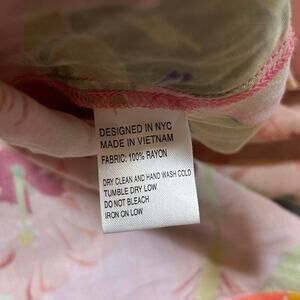 DESIGNED IN NYC
MADE IN VIETNAM
FABRIC: 100% RAYON
DRY CLEAN AND HAND WASH COLD
TUMBLE DRY LOW
DO NOT BLEACH
IRON ON LOW